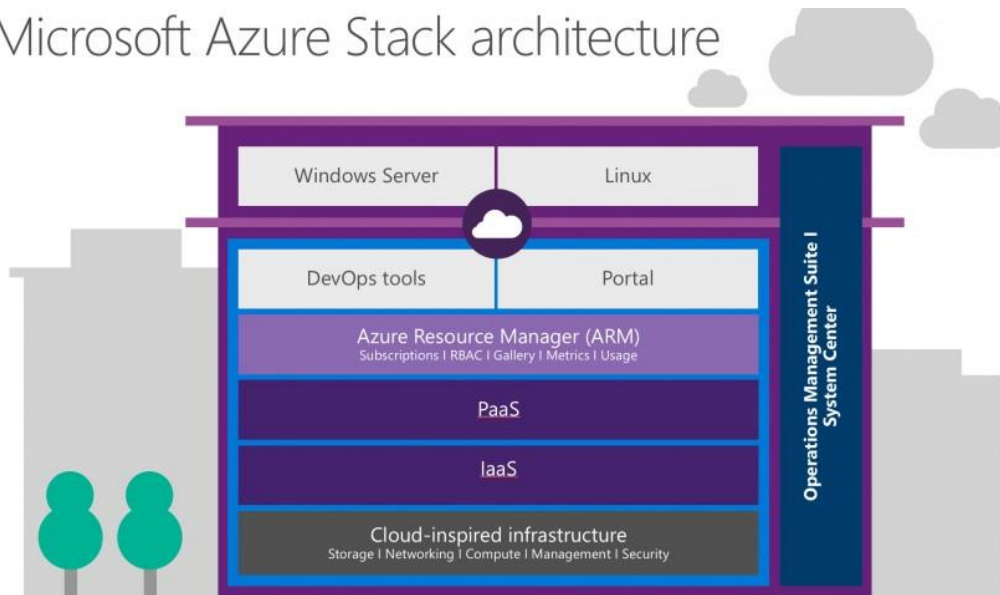 Microsoft Azure Stack architecture
Windows Server
Linux
DevOps tools
Portal
Azure Resource Manager (ARM)
Subscriptions I RBAC I Gallery I Metrics I Usage
PaaS
IaaS
Cloud-inspired infrastructure
Storage I Networking I Compute I Management I Security
Operations Management Suite I
System Center